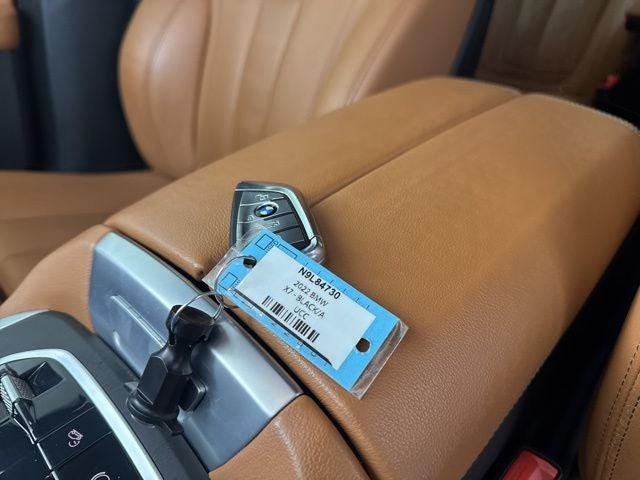 N9L84730
2022 BMW
X7 - BLACK/A
UCC